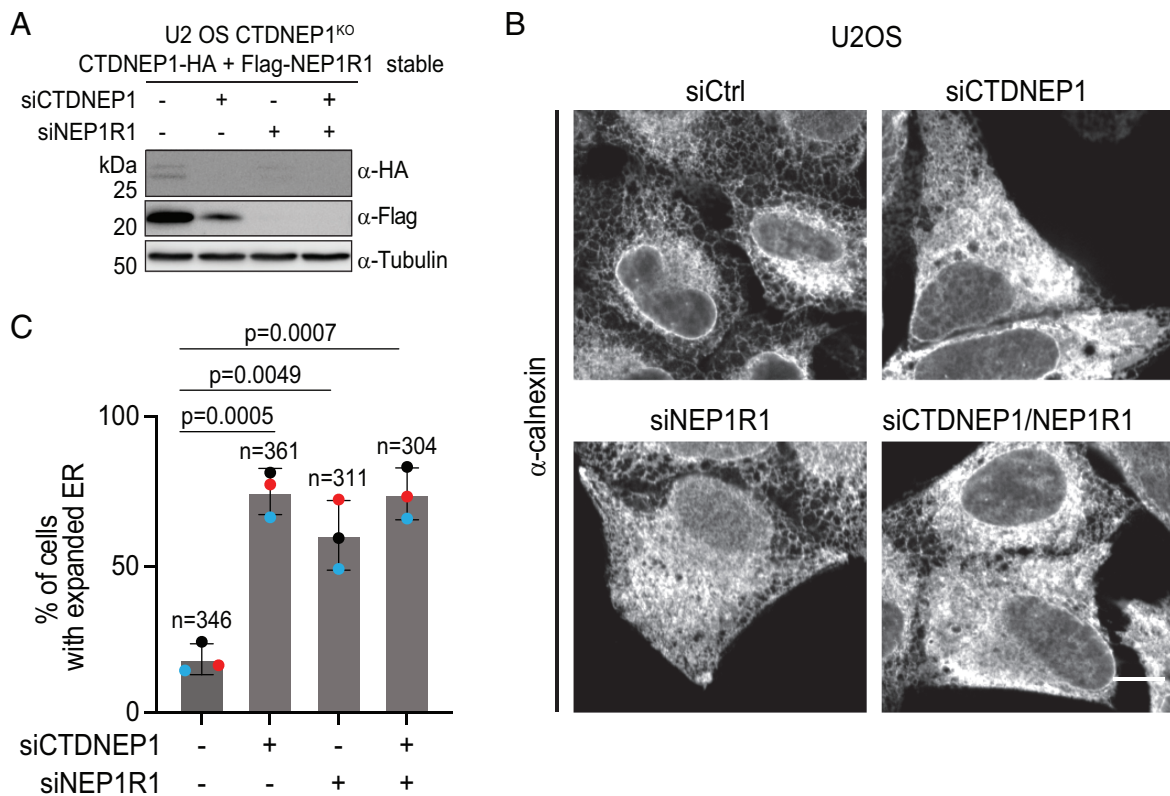 A
U2 OS CTDNEP1KO
CTDNEP1-HA + Flag-NEP1R1 stable
siCTDNEP1 - + - +
siNEP1R1 - - + +
kDa
25
α-HA
20
α-Flag
50
α-Tubulin
B
U2OS
siCtrl
siCTDNEP1
siNEP1R1
siCTDNEP1/NEP1R1
α-calnexin
C
p=0.0007
p=0.0049
p=0.0005
100
50
0
% of cells
with expanded ER
n=346
n=361
n=311
n=304
siCTDNEP1 - + - +
siNEP1R1 - - + +